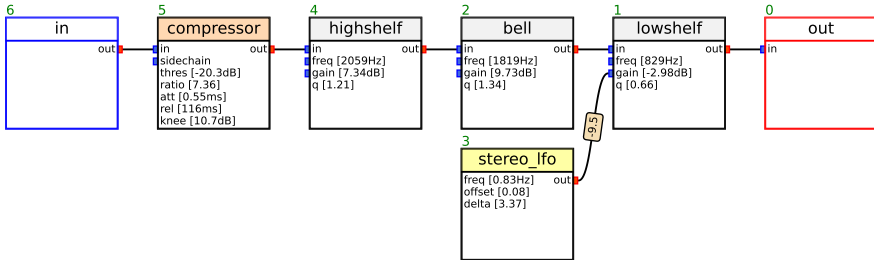 6
in
out
5
compressor
in out
sidechain
thres [-20.3dB]
ratio [7.36]
att [0.55ms]
rel [116ms]
knee [10.7dB]
4
highshelf
in out
freq [2059Hz]
gain [7.34dB]
q [1.21]
2
bell
in out
freq [1819Hz]
gain [9.73dB]
q [1.34]
1
lowshelf
in out
freq [829Hz]
gain [-2.98dB]
q [0.66]
0
out
in
-9.5
3
stereo_lfo
freq [0.83Hz] out
offset [0.08]
delta [3.37]